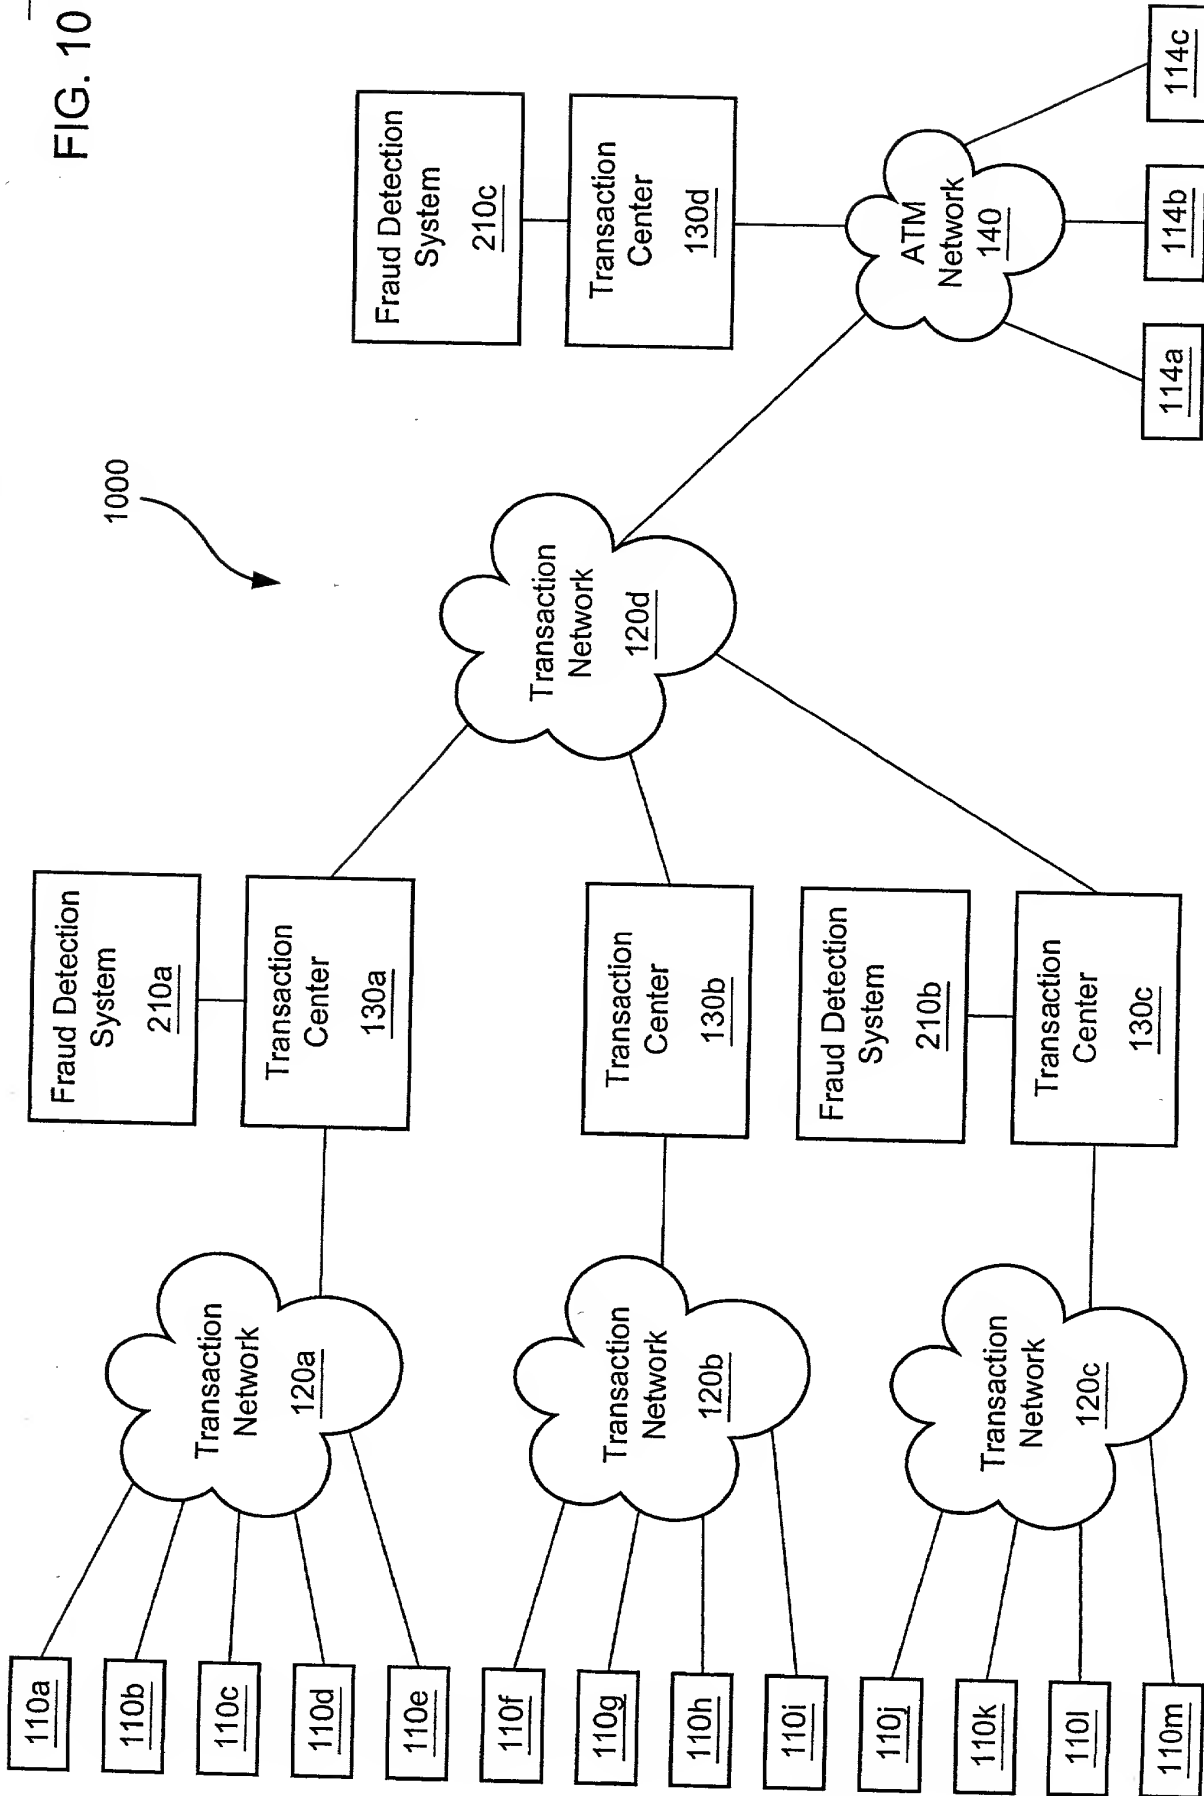 FIG. 10
1000
110a
110b
110c
110d
110e
110f
110g
110h
110i
110j
110k
110l
110m
Transaction
Network
120a
Transaction
Network
120b
Transaction
Network
120c
Fraud Detection
System
210a
Transaction
Center
130a
Transaction
Center
130b
Fraud Detection
System
210b
Transaction
Center
130c
Transaction
Network
120d
Fraud Detection
System
210c
Transaction
Center
130d
ATM
Network
140
114a
114b
114c